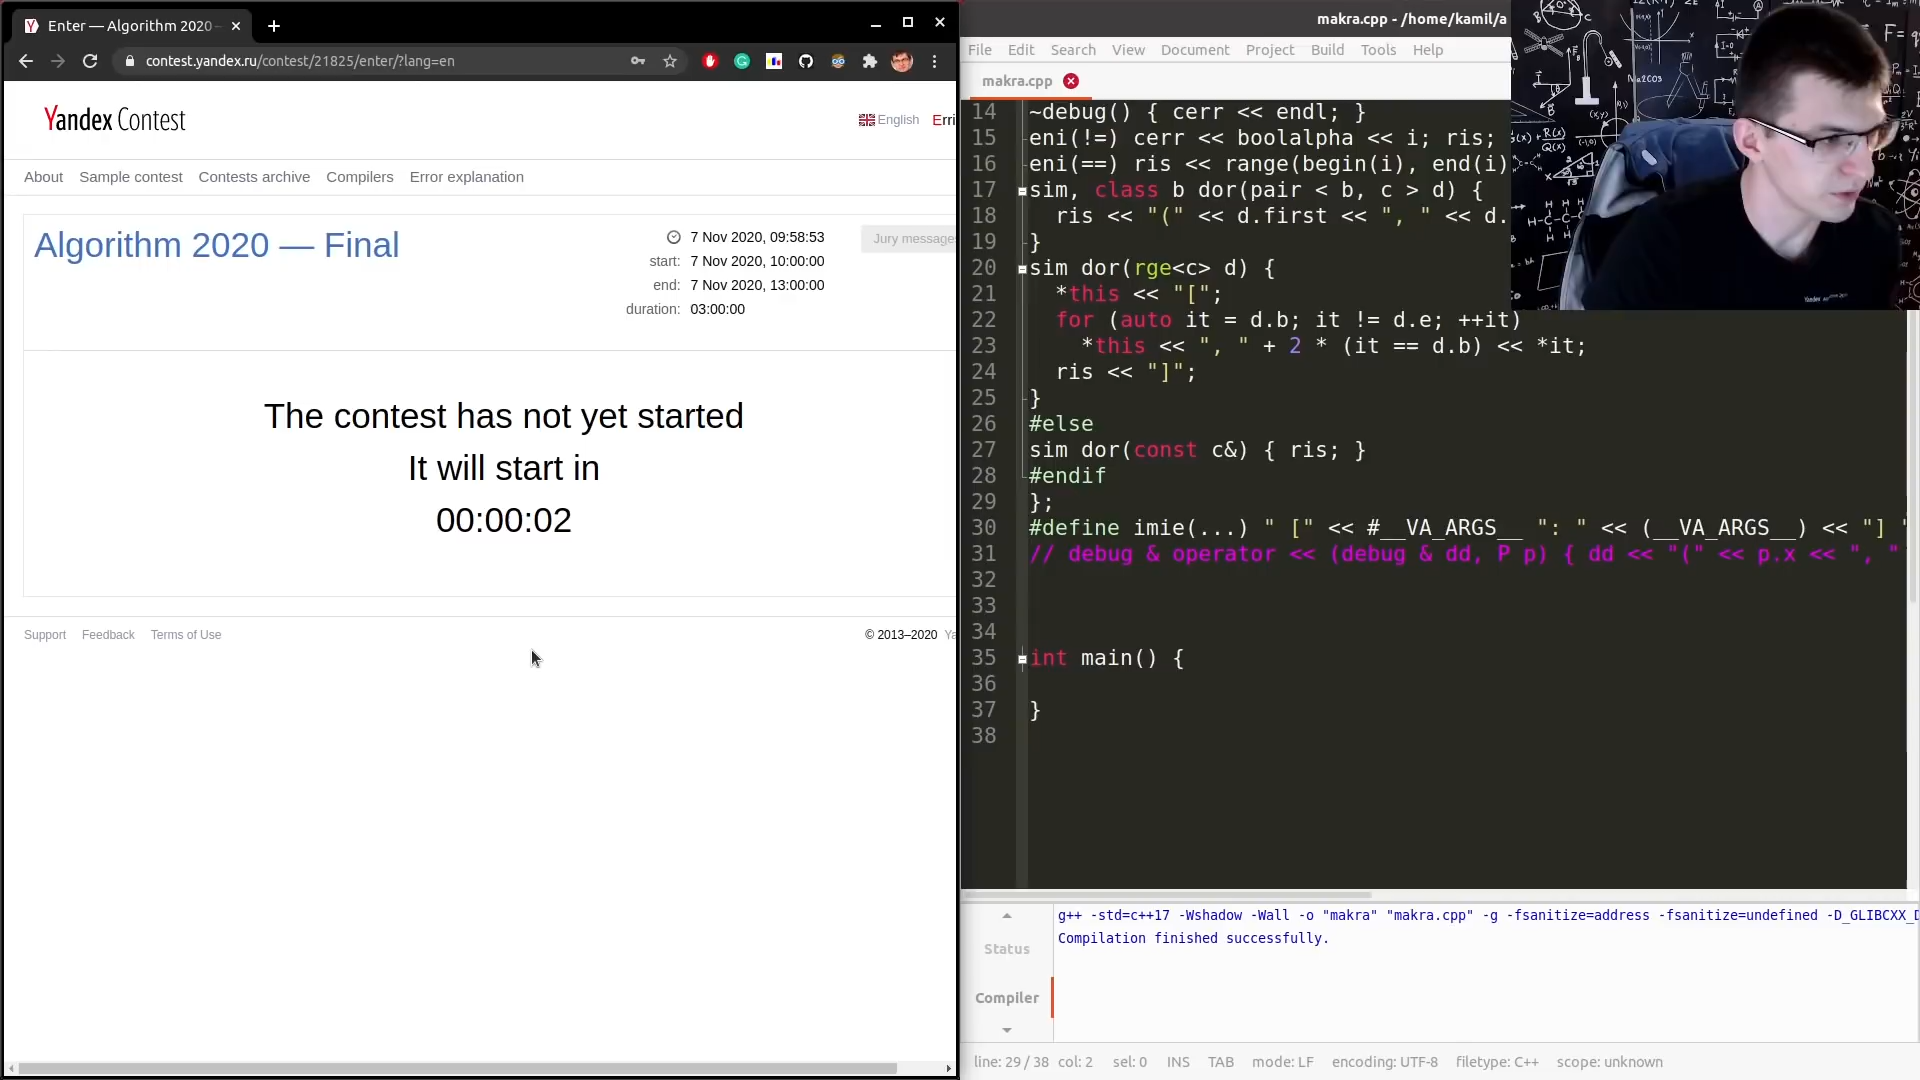 Enter — Algorithm 2020
contest.yandex.ru/contest/21825/enter/?lang=en
Yandex Contest
English
Erri
About Sample contest Contests archive Compilers Error explanation
Algorithm 2020 — Final
7 Nov 2020, 09:58:53
start: 7 Nov 2020, 10:00:00
end: 7 Nov 2020, 13:00:00
duration: 03:00:00
Jury message
The contest has not yet started
It will start in
00:00:02
Support Feedback Terms of Use
© 2013–2020 Ya
makra.cpp - /home/kamil/a
File Edit Search View Document Project Build Tools Help
makra.cpp
14 ~debug() { cerr << endl; }
15 eni(!=) cerr << boolalpha << i; ris;
16 eni(==) ris << range(begin(i), end(i)
17 sim, class b dor(pair < b, c > d) {
18 ris << "(" << d.first << ", " << d.
19 }
20 sim dor(rge<c> d) {
21 *this << "[";
22 for (auto it = d.b; it != d.e; ++it)
23 *this << ", " + 2 * (it == d.b) << *it;
24 ris << "]";
25 }
26 #else
27 sim dor(const c&) { ris; }
28 #endif
29 };
30 #define imie(...) " [" << #__VA_ARGS__ ": " << (__VA_ARGS__) << "] "
31 // debug & operator << (debug & dd, P p) { dd << "(" << p.x << ", "
32
33
34
35 int main() {
36
37 }
38
Status
Compiler
g++ -std=c++17 -Wshadow -Wall -o "makra" "makra.cpp" -g -fsanitize=address -fsanitize=undefined -D_GLIBCXX_D
Compilation finished successfully.
line: 29 / 38 col: 2 sel: 0 INS TAB mode: LF encoding: UTF-8 filetype: C++ scope: unknown